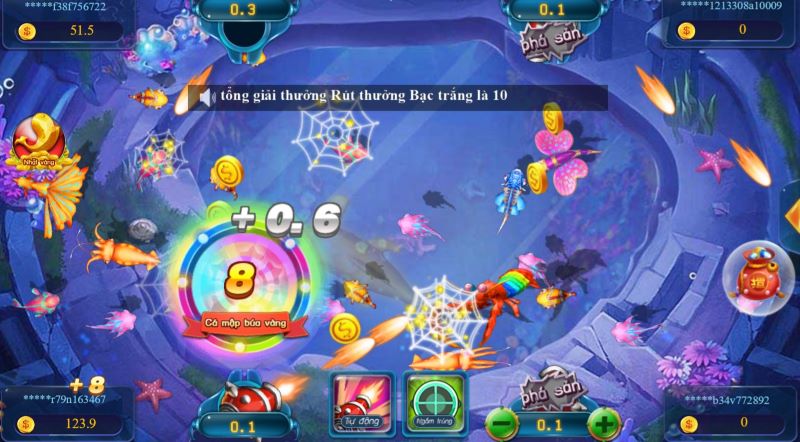 *****f38f756722
51.5
0.3
0.1
phá sản
*****1213308a10009
0
tổng giải thưởng Rút thưởng Bạc trắng là 10
Nhặt vàng
+0.6
8
Cá mập búa vàng
+8
*****r79n163467
123.9
0.1
Tự động
Ngắm trúng
phá sản
0.1
*****b34v772892
0